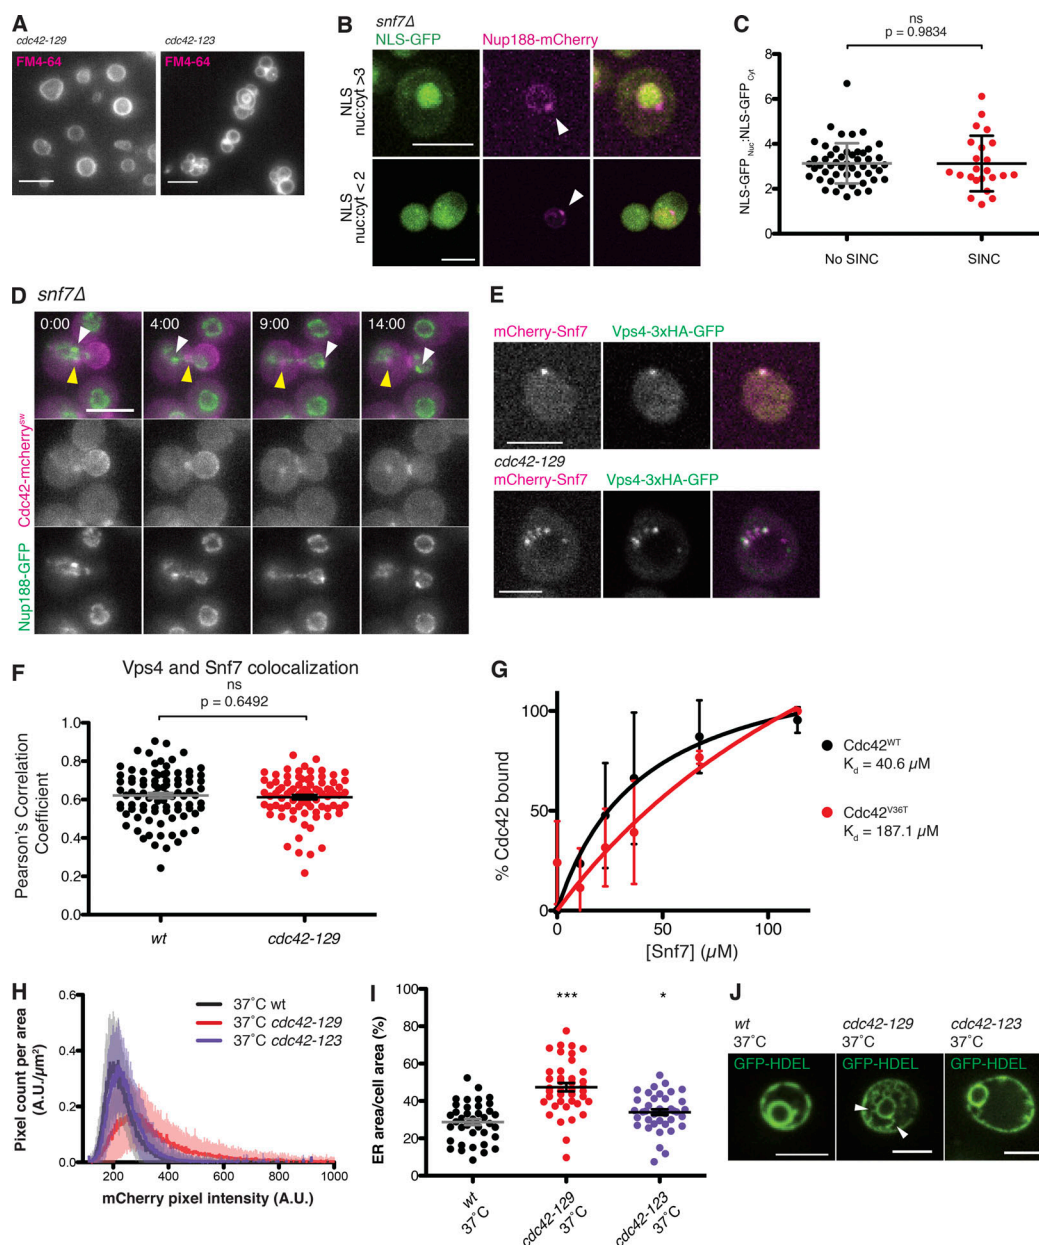 A
cdc42-129
cdc42-123
FM4-64
FM4-64
B
snf7Δ
NLS-GFP
Nup188-mCherry
NLS
nuc:cyt >3
NLS
nuc:cyt < 2
C
ns
p = 0.9834
NLS-GFP Nuc:NLS-GFP Cyt
8
6
4
2
0
No SINC
SINC
D
snf7Δ
0:00
4:00
9:00
14:00
Cdc42-mcherrySW
Nup188-GFP
E
mCherry-Snf7
Vps4-3xHA-GFP
cdc42-129
mCherry-Snf7
Vps4-3xHA-GFP
F
Vps4 and Snf7 colocalization
ns
p = 0.6492
Pearson's Correlation
Coefficient
1.0
0.8
0.6
0.4
0.2
0.0
wt
cdc42-129
G
% Cdc42 bound
100
50
0
0
50
100
[Snf7] (µM)
Cdc42WT
Kd = 40.6 µM
Cdc42V36T
Kd = 187.1 µM
H
37˚C wt
37˚C cdc42-129
37˚C cdc42-123
Pixel count per area
(A.U./µm²)
0.6
0.4
0.2
0.0
200
400
600
800
1000
mCherry pixel intensity (A.U.)
I
ER area/cell area (%)
100
80
60
40
20
0
***
*
wt
37˚C
cdc42-129
37˚C
cdc42-123
37˚C
J
wt
37˚C
cdc42-129
37˚C
cdc42-123
37˚C
GFP-HDEL
GFP-HDEL
GFP-HDEL